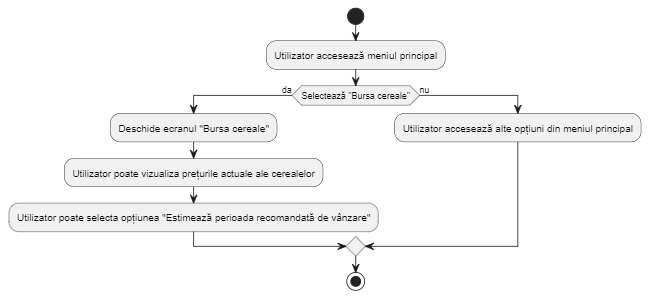 Utilizator accesează meniul principal
da
Selectează "Bursa cereale"
nu
Deschide ecranul "Bursa cereale"
Utilizator accesează alte opțiuni din meniul principal
Utilizator poate vizualiza prețurile actuale ale cerealelor
Utilizator poate selecta opțiunea "Estimează perioada recomandată de vânzare"